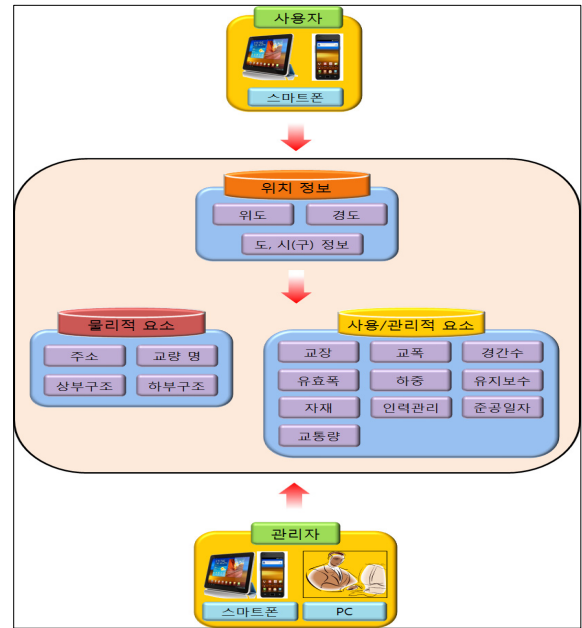 사용자
스마트폰
위치 정보
위도 경도
도, 시(구) 정보
물리적 요소
주소 교량 명
상부구조 하부구조
사용/관리적 요소
교장 교폭 경간수
유효폭 하중 유지보수
자재 인력관리 준공일자
교통량
관리자
스마트폰 PC